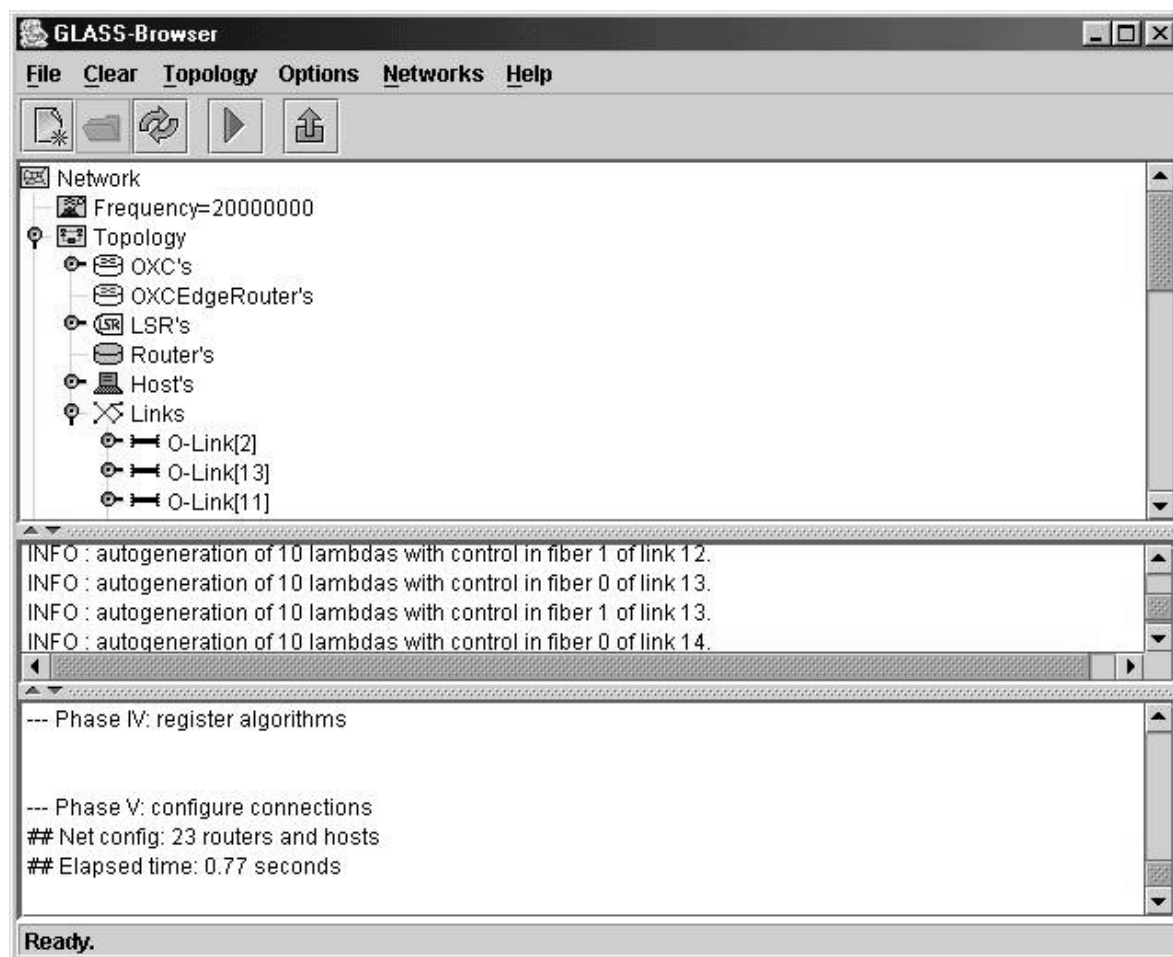 GLASS-Browser
File Clear Topology Options Networks Help
Network
Frequency=20000000
Topology
OXC's
OXCEdgeRouter's
LSR LSR's
Router's
Host's
Links
O-Link[2]
O-Link[13]
O-Link[11]
INFO : autogeneration of 10 lambdas with control in fiber 1 of link 12.
INFO : autogeneration of 10 lambdas with control in fiber 0 of link 13.
INFO : autogeneration of 10 lambdas with control in fiber 1 of link 13.
INFO : autogeneration of 10 lambdas with control in fiber 0 of link 14.
--- Phase IV: register algorithms
--- Phase V: configure connections
## Net config: 23 routers and hosts
## Elapsed time: 0.77 seconds
Ready.